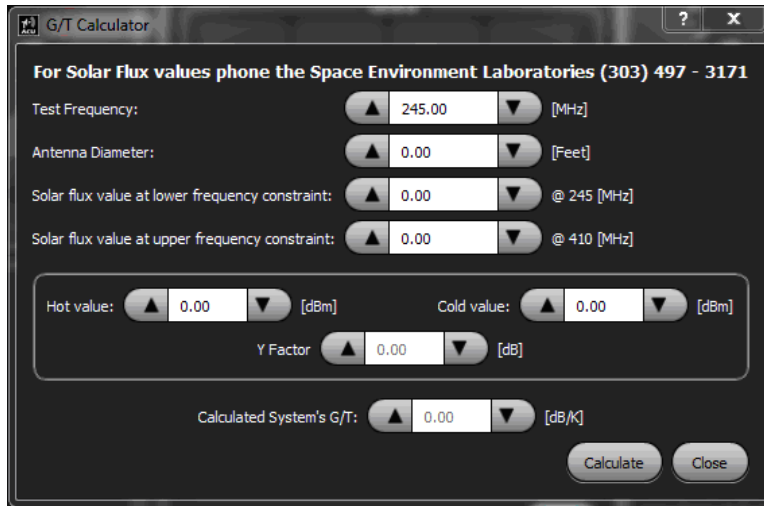 ACU G/T Calculator ? X
For Solar Flux values phone the Space Environment Laboratories (303) 497 - 3171
Test Frequency: 245.00 [MHz]
Antenna Diameter: 0.00 [Feet]
Solar flux value at lower frequency constraint: 0.00 @ 245 [MHz]
Solar flux value at upper frequency constraint: 0.00 @ 410 [MHz]
Hot value: 0.00 [dBm] Cold value: 0.00 [dBm]
Y Factor 0.00 [dB]
Calculated System's G/T: 0.00 [dB/K]
Calculate Close